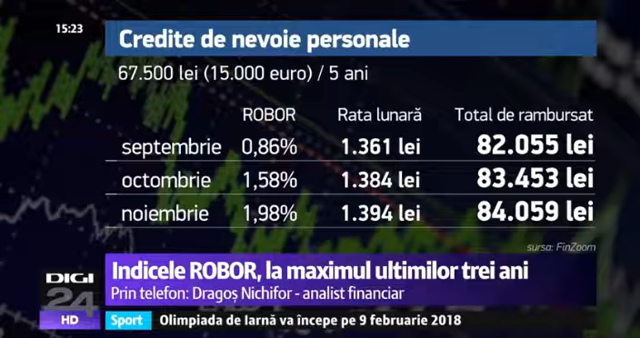 15:23
Credite de nevoie personale
67.500 lei (15.000 euro) / 5 ani
ROBOR Rata lunară Total de rambursat
septembrie 0,86% 1.361 lei 82.055 lei
octombrie 1,58% 1.384 lei 83.453 lei
noiembrie 1,98% 1.394 lei 84.059 lei
sursa: FinZoom
Indicele ROBOR, la maximul ultimilor trei ani
Prin telefon: Dragoș Nichifor - analist financiar
DIGI
24
HD
Sport Olimpiada de Iarnă va începe pe 9 februarie 2018